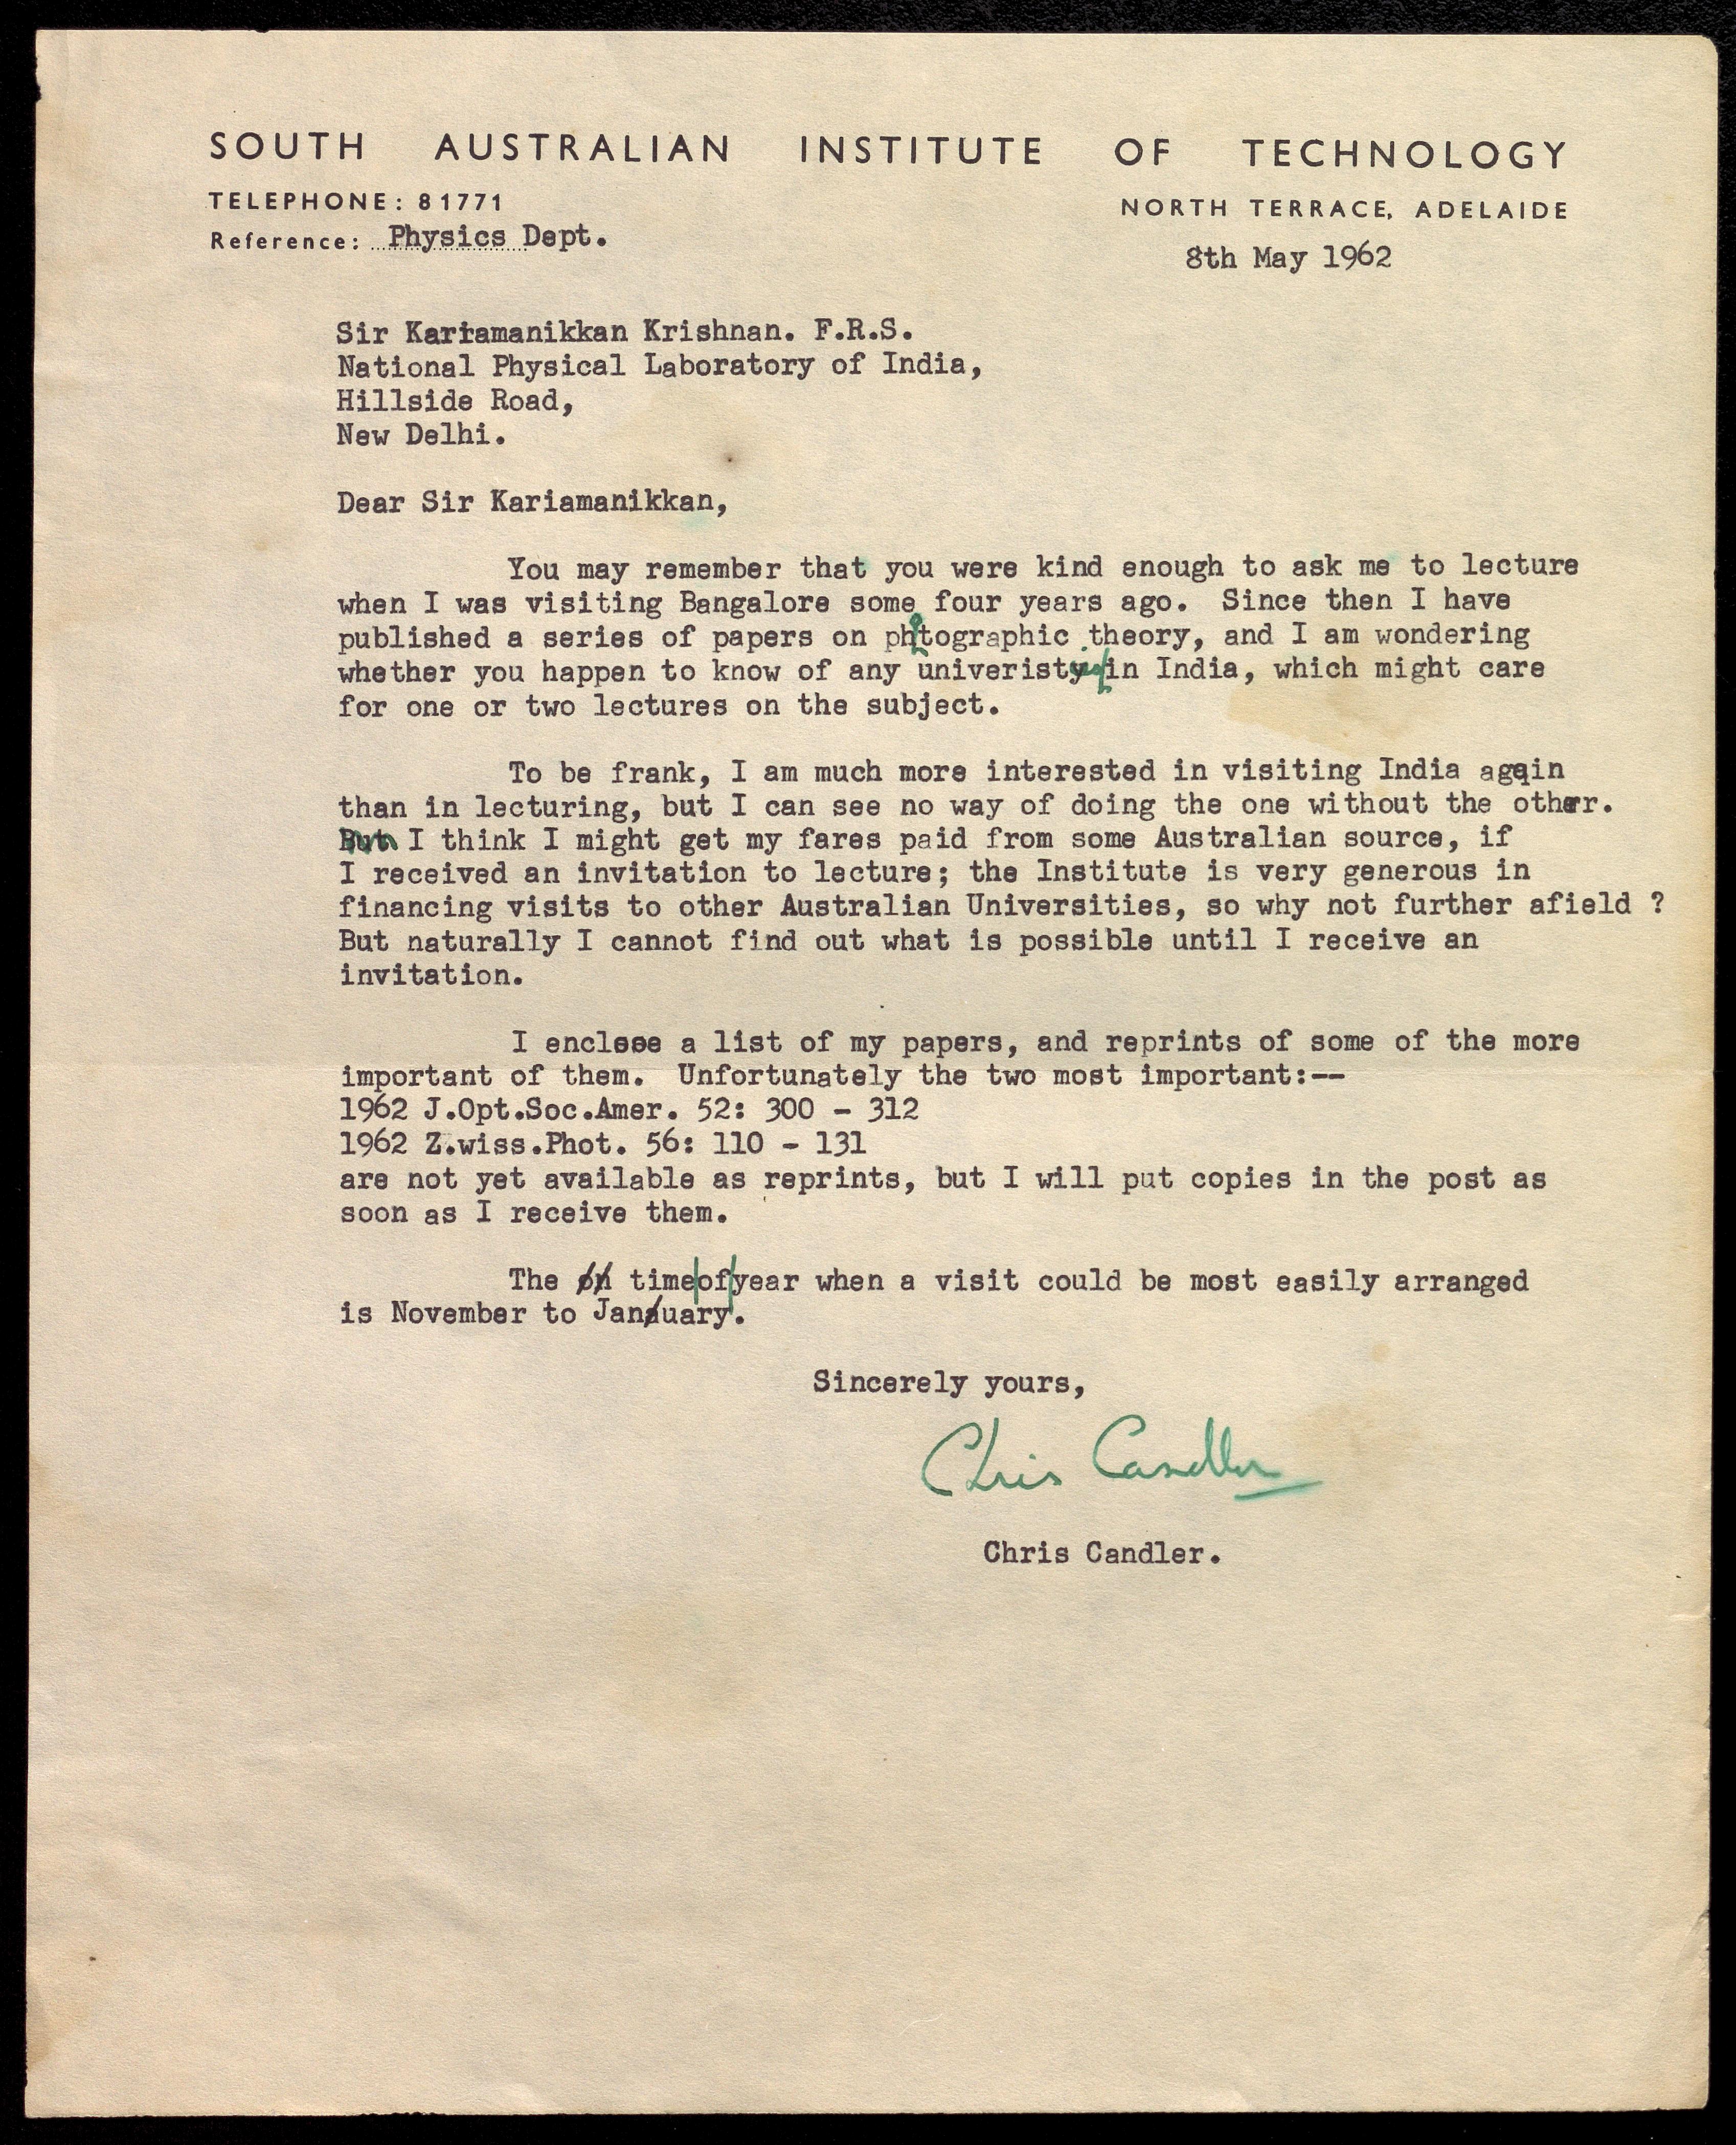 SOUTH AUSTRALIAN INSTITUTE OF TECHNOLOGY
TELEPHONE: 81771
NORTH TERRACE, ADELAIDE
Reference: Physics Dept.
8th May 1962
Sir Kariamanikkan Krishnan. F.R.S.
National Physical Laboratory of India,
Hillside Road,
New Delhi.
Dear Sir Kariamanikkan,
You may remember that you were kind enough to ask me to lecture
when I was visiting Bangalore some four years ago. Since then I have
published a series of papers on photographic theory, and I am wondering
whether you happen to know of any univeristies in India, which might care
for one or two lectures on the subject.
To be frank, I am much more interested in visiting India again
than in lecturing, but I can see no way of doing the one without the other.
But I think I might get my fares paid from some Australian source, if
I received an invitation to lecture; the Institute is very generous in
financing visits to other Australian Universities, so why not further afield ?
But naturally I cannot find out what is possible until I receive an
invitation.
I enclose a list of my papers, and reprints of some of the more
important of them. Unfortunately the two most important:--
1962 J.Opt.Soc.Amer. 52: 300 - 312
1962 Z.wiss.Phot. 56: 110 - 131
are not yet available as reprints, but I will put copies in the post as
soon as I receive them.
The time of year when a visit could be most easily arranged
is November to January.
Sincerely yours,
Chris Candler
Chris Candler.